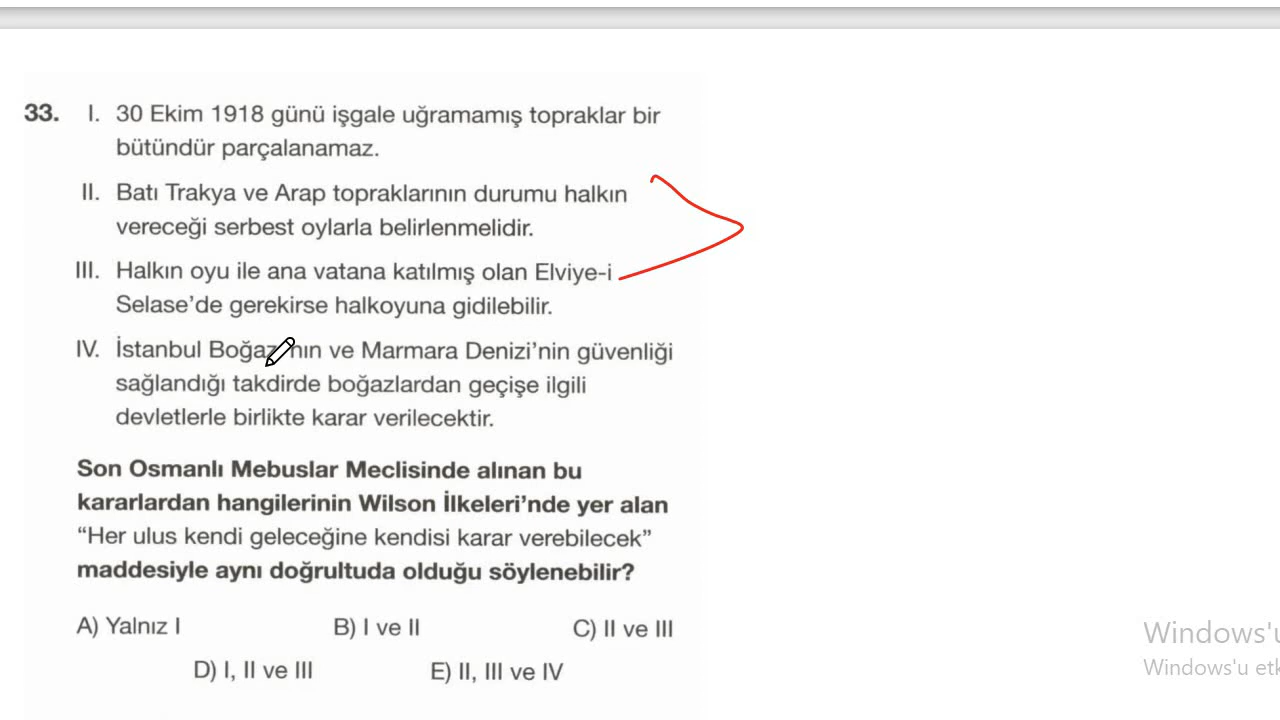 33. I. 30 Ekim 1918 günü işgale uğramamış topraklar bir
bütündür parçalanamaz.
II. Batı Trakya ve Arap topraklarının durumu halkın
vereceği serbest oylarla belirlenmelidir.
III. Halkın oyu ile ana vatana katılmış olan Elviye-i
Selase’de gerekirse halkoyuna gidilebilir.
IV. İstanbul Boğazı’nın ve Marmara Denizi’nin güvenliği
sağlandığı takdirde boğazlardan geçişe ilgili
devletlerle birlikte karar verilecektir.
Son Osmanlı Mebuslar Meclisinde alınan bu
kararlardan hangilerinin Wilson İlkeleri’nde yer alan
“Her ulus kendi geleceğine kendisi karar verebilecek”
maddesiyle aynı doğrultuda olduğu söylenebilir?
A) Yalnız I B) I ve II C) II ve III
D) I, II ve III E) II, III ve IV
Windows'u
Windows'u etk